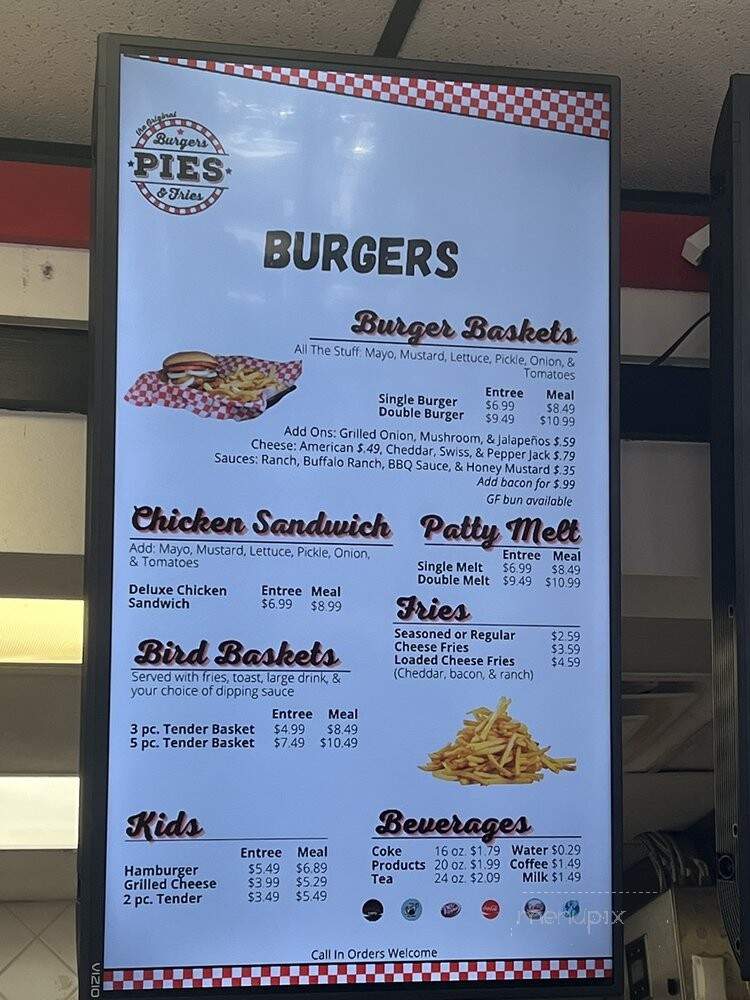 the Original
Burgers
PIES
& Fries
BURGERS
Burger Baskets
All The Stuff: Mayo, Mustard, Lettuce, Pickle, Onion, &
Tomatoes
Entree Meal
Single Burger $6.99 $8.49
Double Burger $9.49 $10.99
Add Ons: Grilled Onion, Mushroom, & Jalapeños $.59
Cheese: American $.49, Cheddar, Swiss, & Pepper Jack $.79
Sauces: Ranch, Buffalo Ranch, BBQ Sauce, & Honey Mustard $.35
Add bacon for $.99
GF bun available
Chicken Sandwich
Add: Mayo, Mustard, Lettuce, Pickle, Onion,
& Tomatoes
Entree Meal
Deluxe Chicken
Sandwich $6.99 $8.99
Patty Melt
Entree Meal
Single Melt $6.99 $8.49
Double Melt $9.49 $10.99
Fries
Seasoned or Regular $2.59
Cheese Fries $3.59
Loaded Cheese Fries $4.59
(Cheddar, bacon, & ranch)
Bird Baskets
Served with fries, toast, large drink, &
your choice of dipping sauce
Entree Meal
3 pc. Tender Basket $4.99 $8.49
5 pc. Tender Basket $7.49 $10.49
Kids
Entree Meal
Hamburger $5.49 $6.89
Grilled Cheese $3.99 $5.29
2 pc. Tender $3.49 $5.49
Beverages
Coke 16 oz. $1.79 Water $0.29
Products 20 oz. $1.99 Coffee $1.49
Tea 24 oz. $2.09 Milk $1.49
menupix
Call In Orders Welcome
VIZIO